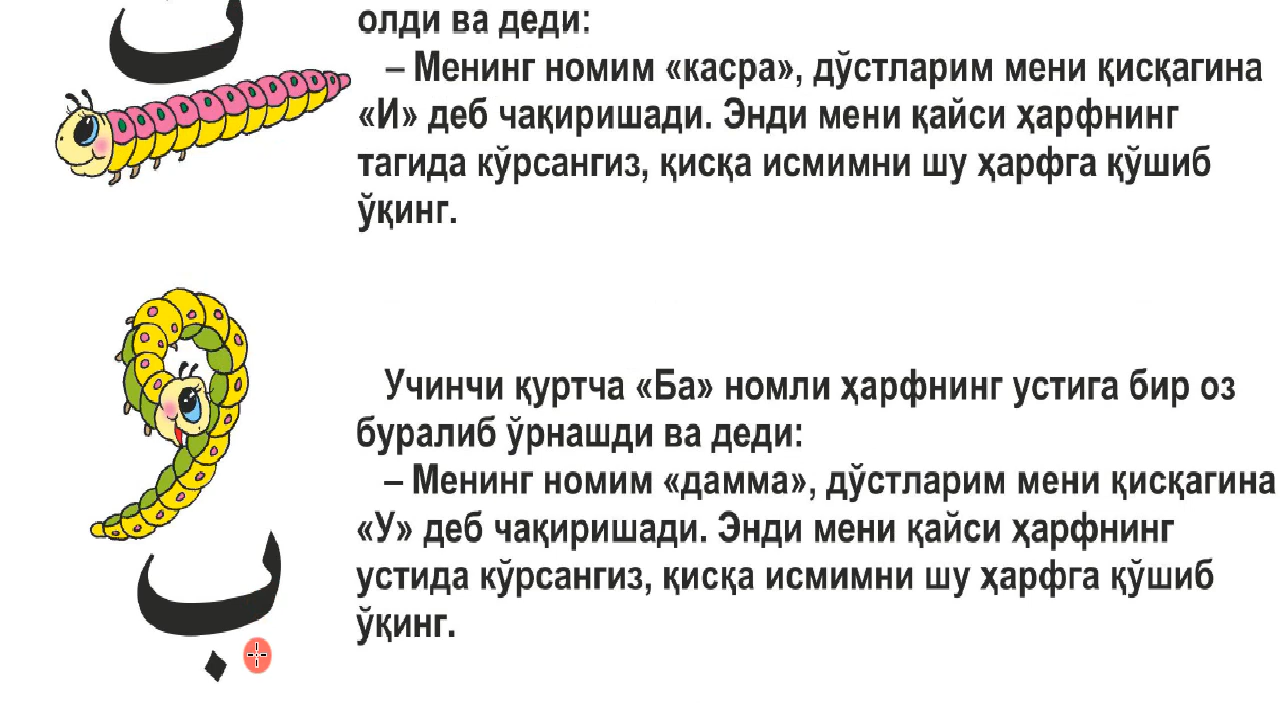 олди ва деди:
– Менинг номим «касра», дўстларим мени қисқагина
«И» деб чақиришади. Энди мени қайси ҳарфнинг
тагида кўрсангиз, қисқа исмимни шу ҳарфга қўшиб
ўқинг.
Учинчи қуртча «Ба» номли ҳарфнинг устига бир оз
буралиб ўрнашди ва деди:
– Менинг номим «дамма», дўстларим мени қисқагина
«У» деб чақиришади. Энди мени қайси ҳарфнинг
устида кўрсангиз, қисқа исмимни шу ҳарфга қўшиб
ўқинг.
ب